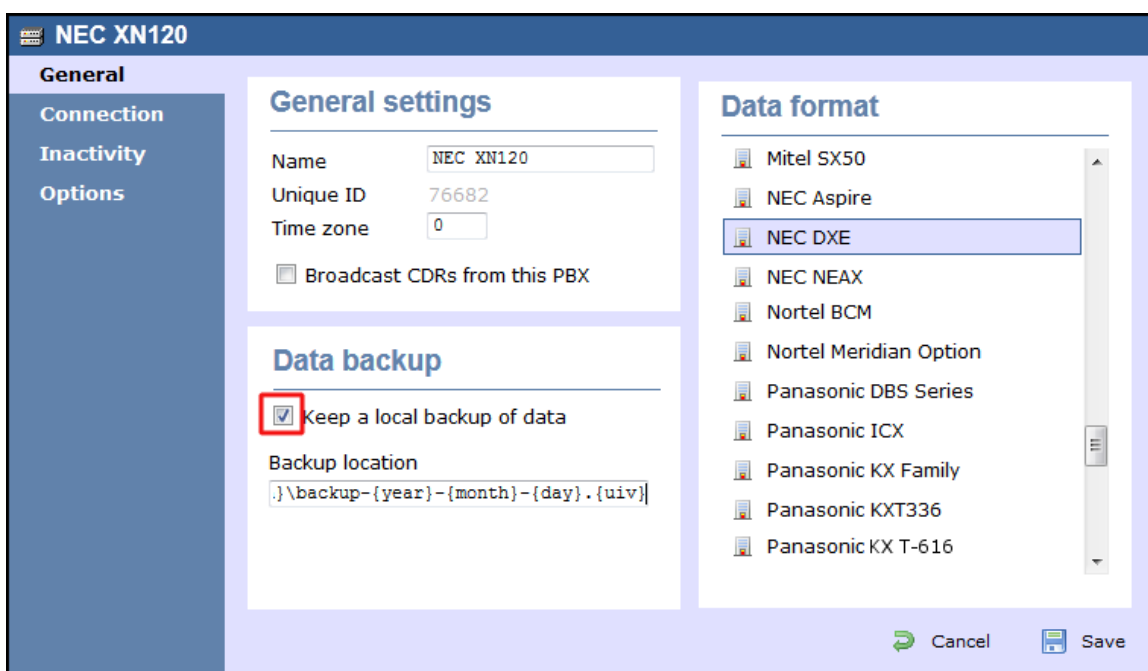 NEC XN120
General
Connection
Inactivity
Options
General settings
Name NEC XN120
Unique ID 76682
Time zone 0
Broadcast CDRs from this PBX
Data backup
Keep a local backup of data
Backup location
.}\backup-{year}-{month}-{day}.{uiv}
Data format
Mitel SX50
NEC Aspire
NEC DXE
NEC NEAX
Nortel BCM
Nortel Meridian Option
Panasonic DBS Series
Panasonic ICX
Panasonic KX Family
Panasonic KXT336
Panasonic KX T-616
Cancel Save